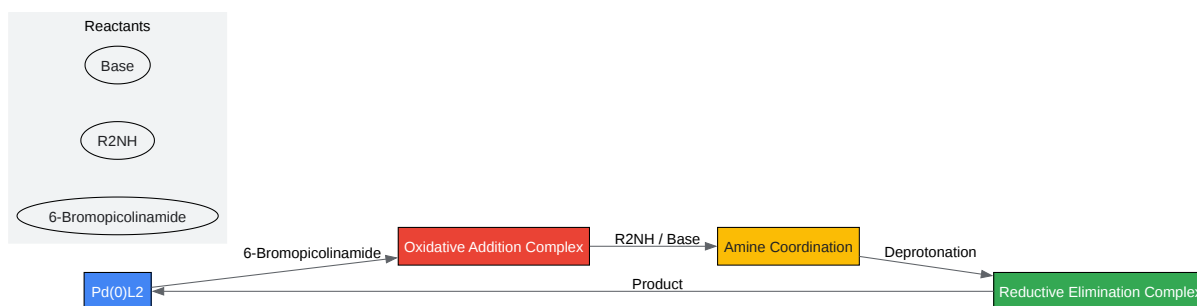 Reactants
Base
R2NH
6-Bromopicolinamide
Oxidative Addition Complex
R2NH / Base
Amine Coordination
6-Bromopicolinamide
Deprotonation
Pd(0)L2
Product
Reductive Elimination Complex